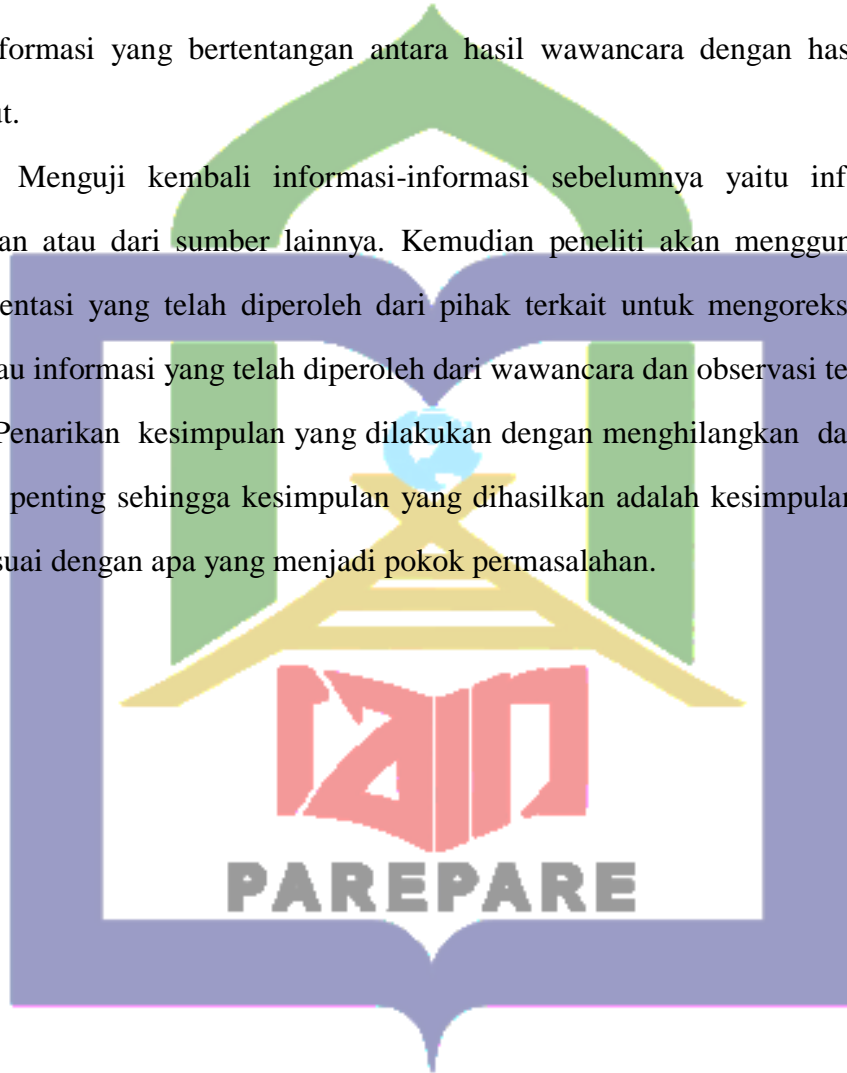 formasi yang bertentangan antara hasil wawancara dengan has
ut.
Menguji kembali informasi-informasi sebelumnya yaitu inf
an atau dari sumber lainnya. Kemudian peneliti akan menggun
entasi yang telah diperoleh dari pihak terkait untuk mengoreks
au informasi yang telah diperoleh dari wawancara dan observasi te
Penarikan kesimpulan yang dilakukan dengan menghilangkan da
penting sehingga kesimpulan yang dihasilkan adalah kesimpulan
suai dengan apa yang menjadi pokok permasalahan.
iain
PAREPARE